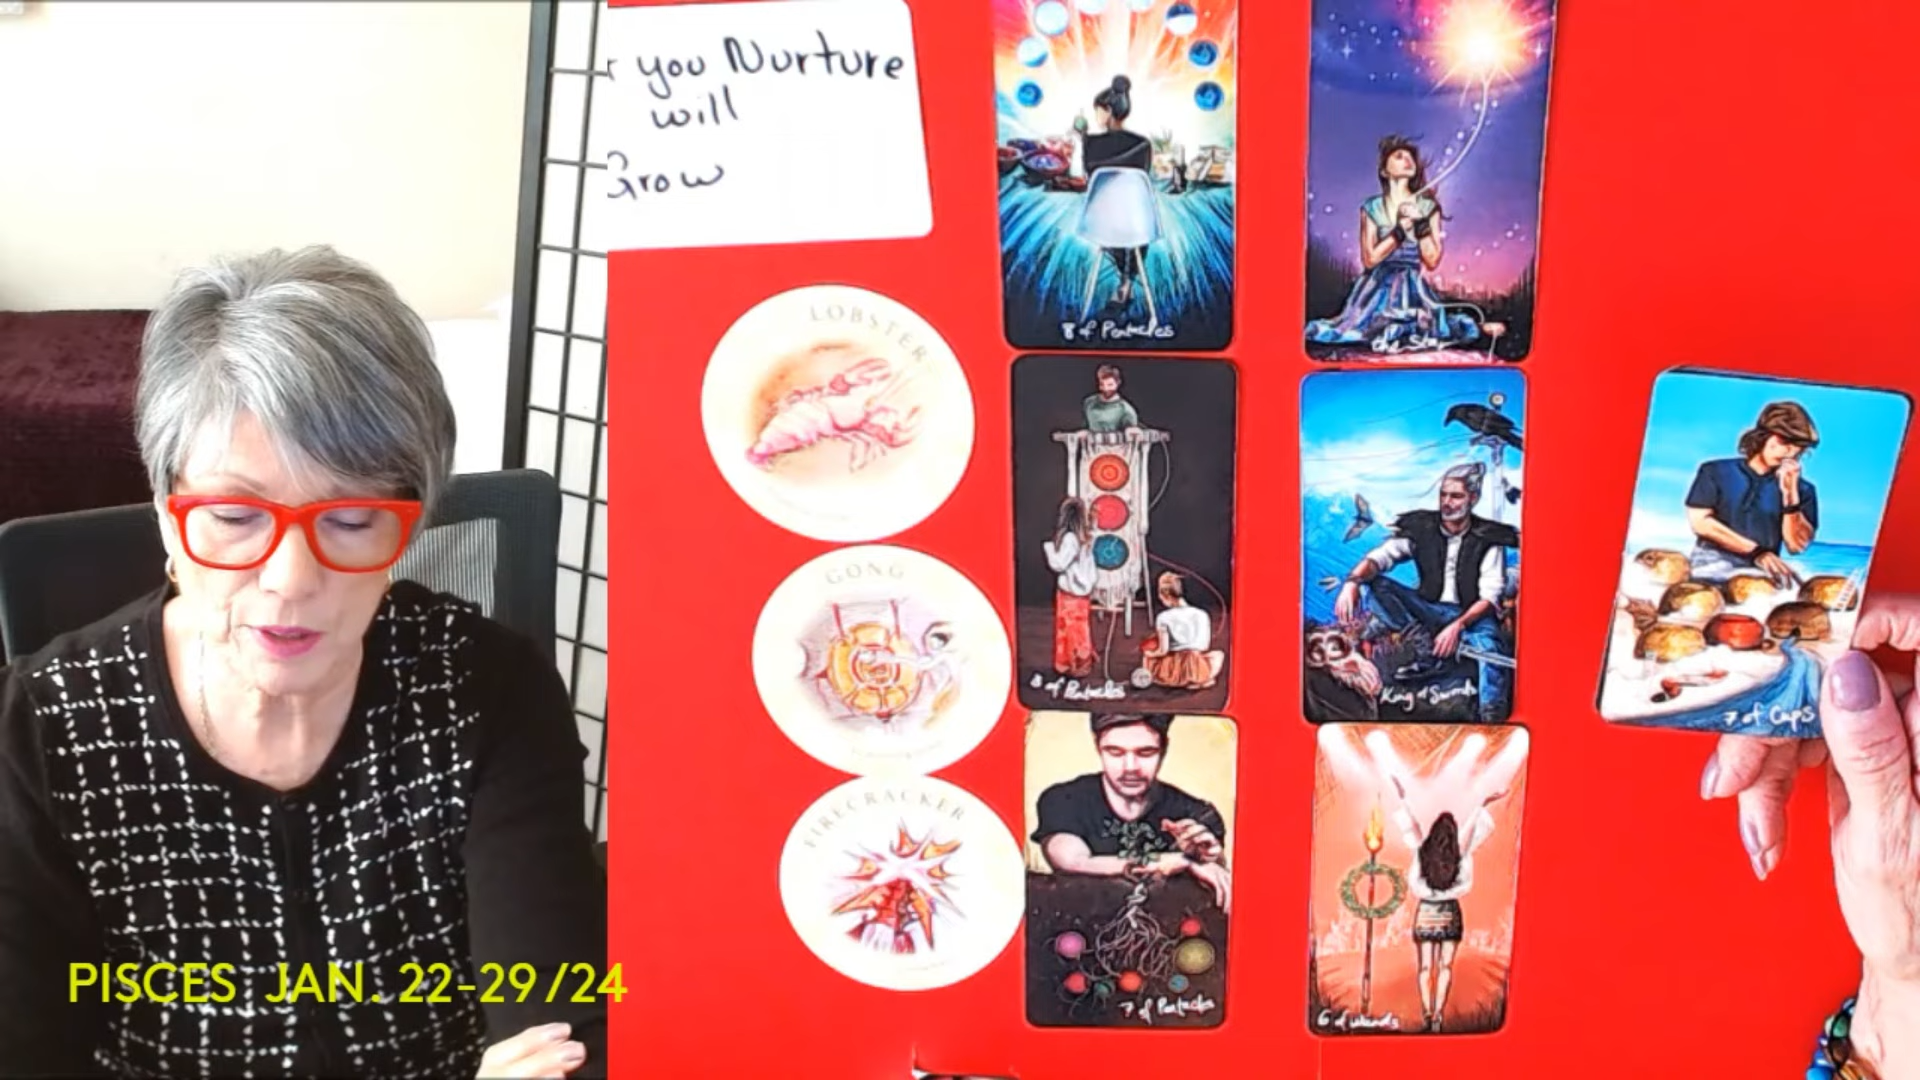 you Nurture
will
Grow
8 of Pentacles
the Star
LOBSTER
3 of Pentacles
King of Swords
7 of Cups
GONG
FIRECRACKER
7 of Pentacles
6 of wands
PISCES JAN. 22-29/24